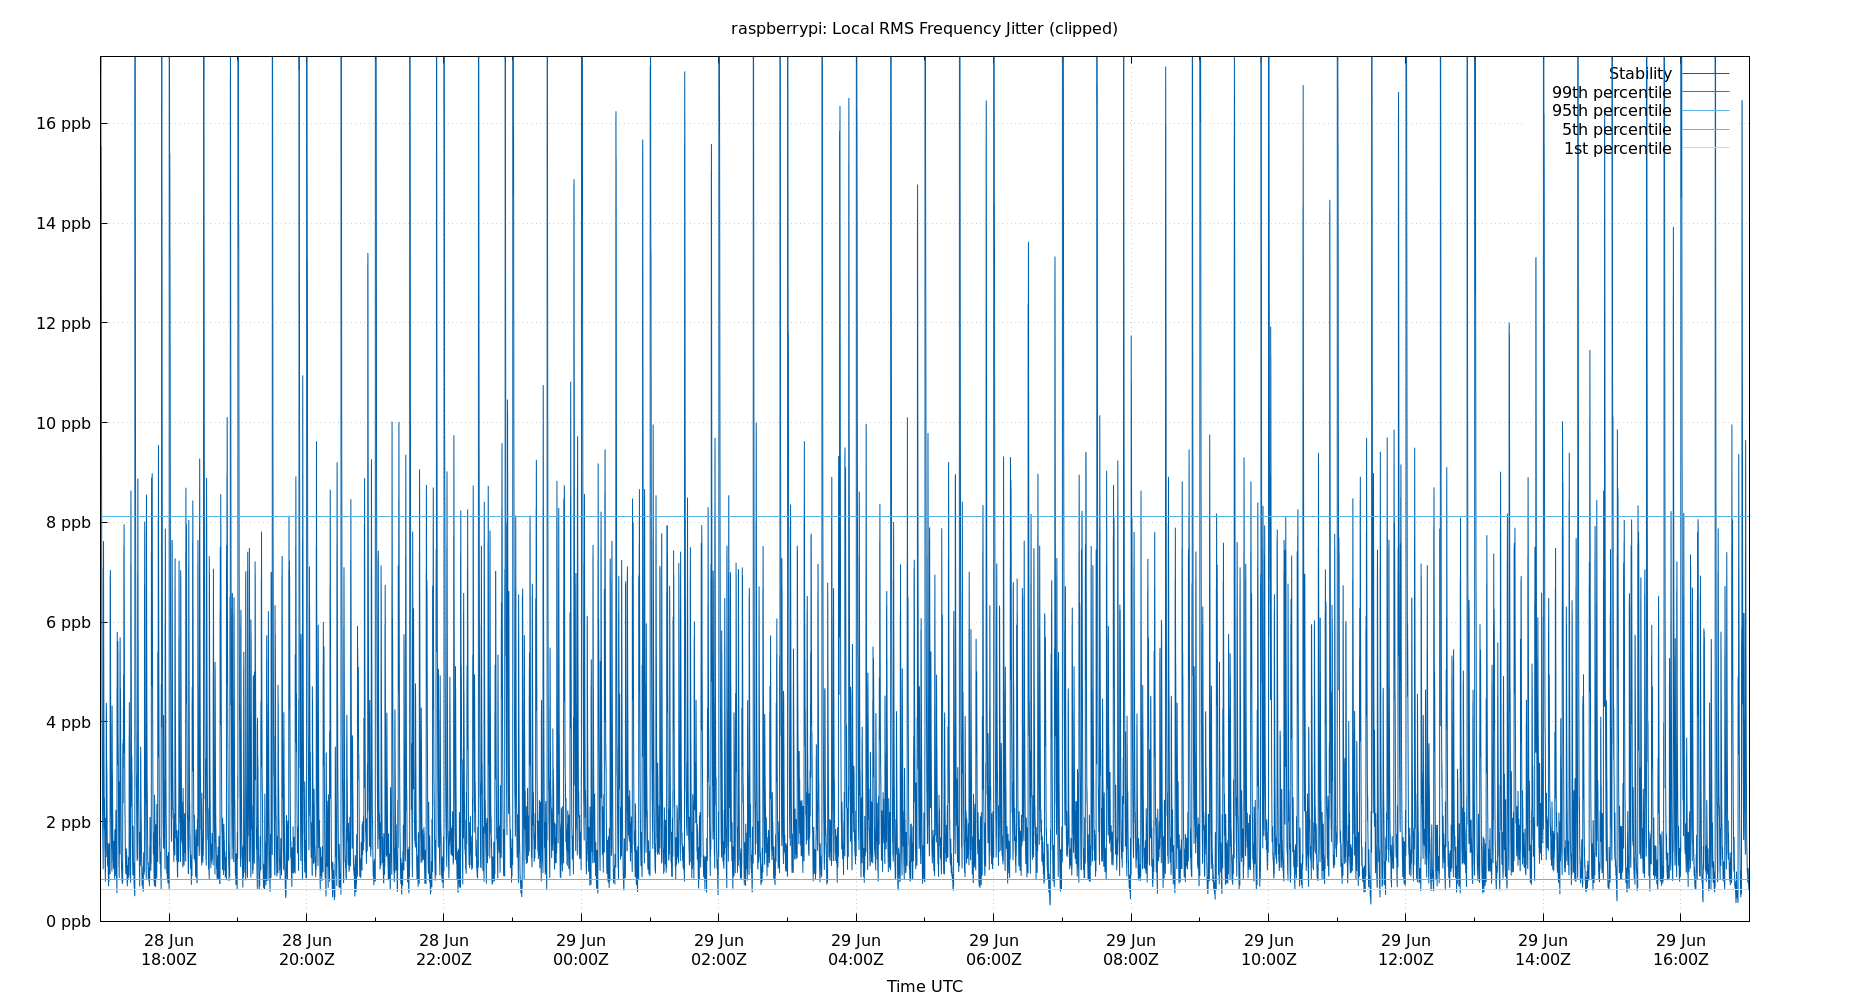 raspberrypi: Local RMS Frequency Jitter (clipped)
Stability
99th percentile
95th percentile
5th percentile
1st percentile
16 ppb
14 ppb
12 ppb
10 ppb
8 ppb
6 ppb
4 ppb
2 ppb
0 ppb
28 Jun 28 Jun 28 Jun 29 Jun 29 Jun 29 Jun 29 Jun 29 Jun 29 Jun 29 Jun 29 Jun 29 Jun
18:00Z 20:00Z 22:00Z 00:00Z 02:00Z 04:00Z 06:00Z 08:00Z 10:00Z 12:00Z 14:00Z 16:00Z
Time UTC